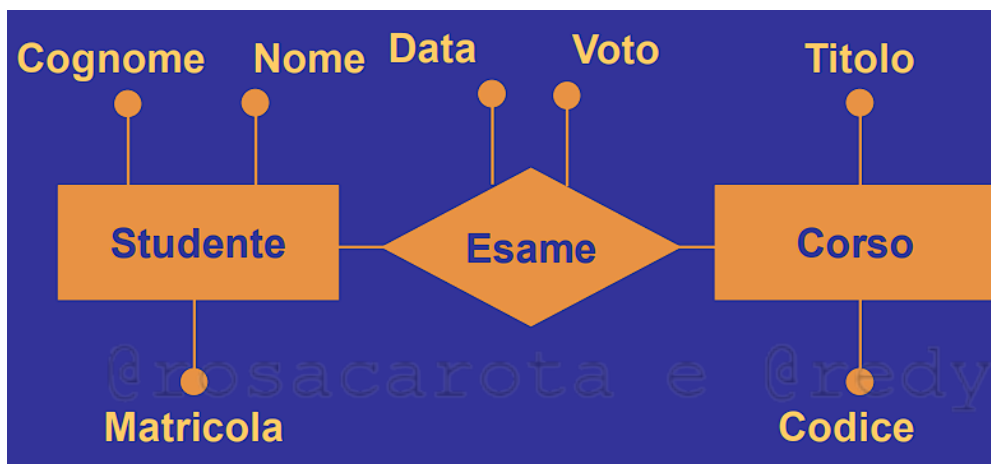 Cognome Nome Data Voto Titolo
Studente Esame Corso
@rosacarota e @redy
Matricola Codice